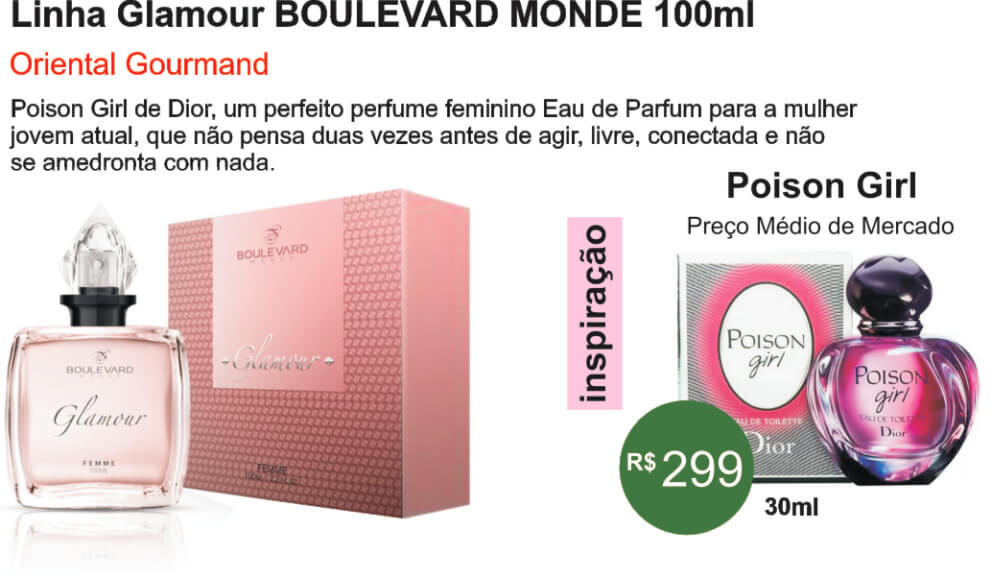 Linha Glamour BOULEVARD MONDE 100ml
Oriental Gourmand
Poison Girl de Dior, um perfeito perfume feminino Eau de Parfum para a mulher
jovem atual, que não pensa duas vezes antes de agir, livre, conectada e não
se amedronta com nada.
BOULEVARD
MONDE
Glamour
FEMME
100ML
BOULEVARD
MONDE
Glamour
FEMME
inspiração
Poison Girl
Preço Médio de Mercado
POISON
girl
EAU DE TOILETTE
Dior
POISON
girl
EAU DE TOILETTE
Dior
R$ 299
30ml